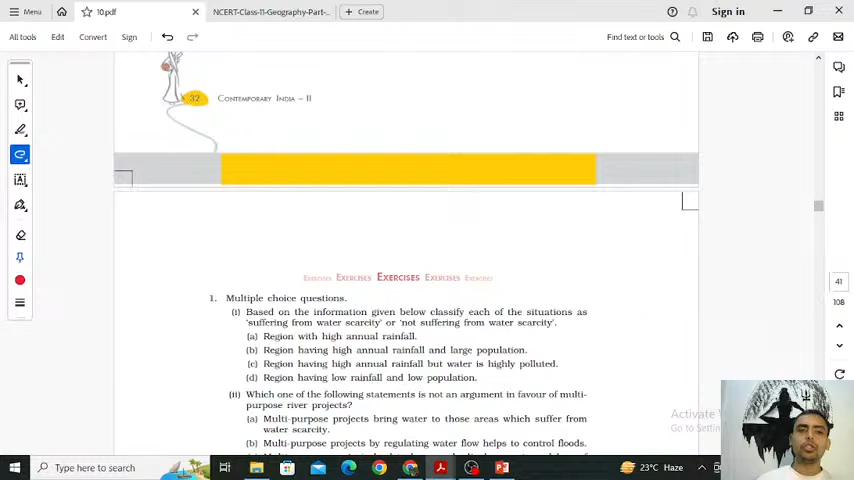 Menu
10.pdf
NCERT-Class-11-Geography-Part-..
Create
Sign in
All tools
Edit
Convert
Sign
Find text or tools
32
CONTEMPORARY INDIA – II
EXERCISES EXERCISES EXERCISES EXERCISES EXERCISES
1. Multiple choice questions.
(i) Based on the information given below classify each of the situations as
'suffering from water scarcity' or 'not suffering from water scarcity'.
(a) Region with high annual rainfall.
(b) Region having high annual rainfall and large population.
(c) Region having high annual rainfall but water is highly polluted.
(d) Region having low rainfall and low population.
(ii) Which one of the following statements is not an argument in favour of multi-
purpose river projects?
(a) Multi-purpose projects bring water to those areas which suffer from
water scarcity.
(b) Multi-purpose projects by regulating water flow helps to control floods.
41
108
Activate
Go to Setting
Type here to search
23°C Haze